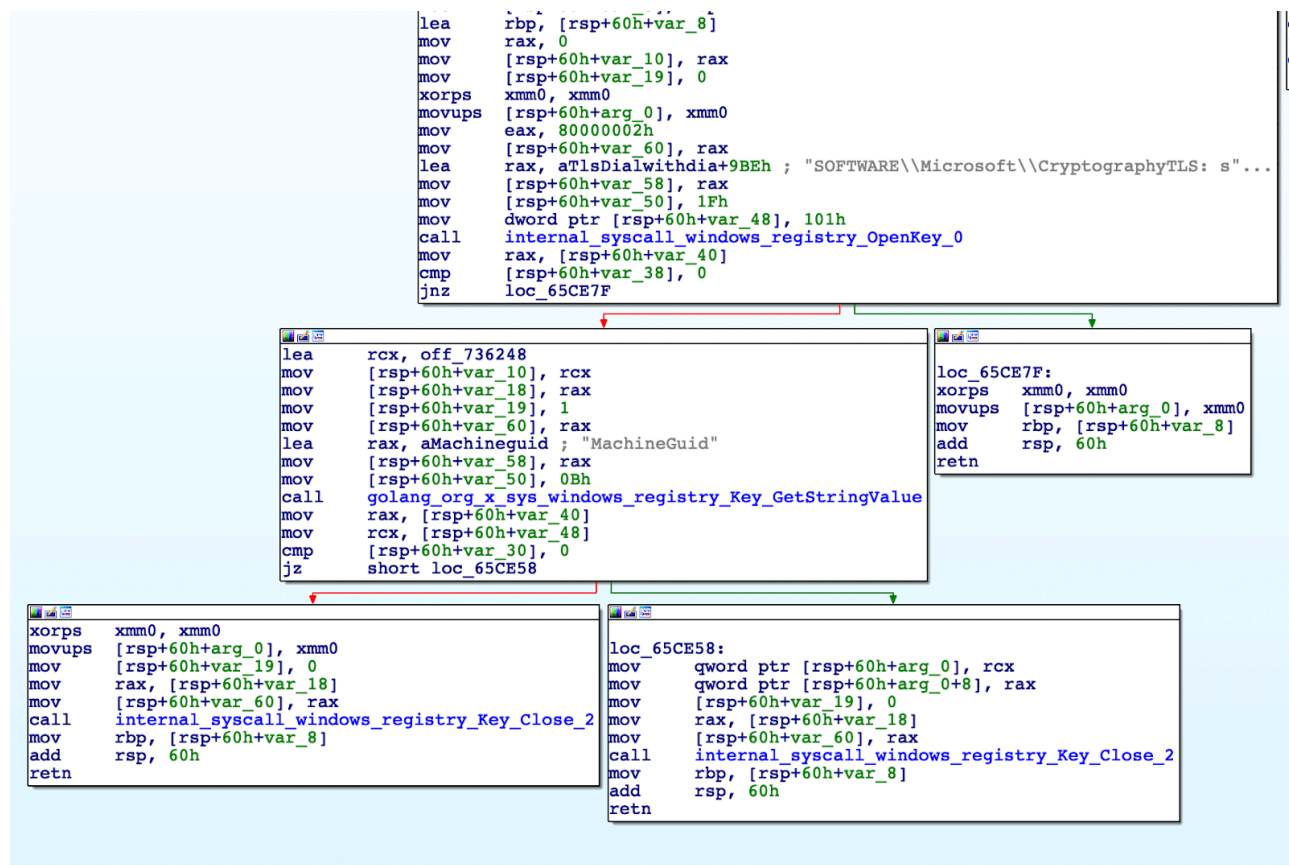 lea rbp, [rsp+60h+var_8]
mov rax, 0
mov [rsp+60h+var_10], rax
mov [rsp+60h+var_19], 0
xorps xmm0, xmm0
movups [rsp+60h+arg_0], xmm0
mov eax, 80000002h
mov [rsp+60h+var_60], rax
lea rax, aTlsDialwithdia+9BEh ; "SOFTWARE\\Microsoft\\CryptographyTLS: s"...
mov [rsp+60h+var_58], rax
mov [rsp+60h+var_50], 1Fh
mov dword ptr [rsp+60h+var_48], 101h
call internal_syscall_windows_registry_OpenKey_0
mov rax, [rsp+60h+var_40]
cmp [rsp+60h+var_38], 0
jnz loc_65CE7F
lea rcx, off_736248
mov [rsp+60h+var_10], rcx
mov [rsp+60h+var_18], rax
mov [rsp+60h+var_19], 1
mov [rsp+60h+var_60], rax
lea rax, aMachineguid ; "MachineGuid"
mov [rsp+60h+var_58], rax
mov [rsp+60h+var_50], 0Bh
call golang_org_x_sys_windows_registry_Key_GetStringValue
mov rax, [rsp+60h+var_40]
mov rcx, [rsp+60h+var_48]
cmp [rsp+60h+var_30], 0
jz short loc_65CE58
loc_65CE7F:
xorps xmm0, xmm0
movups [rsp+60h+arg_0], xmm0
mov rbp, [rsp+60h+var_8]
add rsp, 60h
retn
xorps xmm0, xmm0
movups [rsp+60h+arg_0], xmm0
mov [rsp+60h+var_19], 0
mov rax, [rsp+60h+var_18]
mov [rsp+60h+var_60], rax
call internal_syscall_windows_registry_Key_Close_2
mov rbp, [rsp+60h+var_8]
add rsp, 60h
retn
loc_65CE58:
mov qword ptr [rsp+60h+arg_0], rcx
mov qword ptr [rsp+60h+arg_0+8], rax
mov [rsp+60h+var_19], 0
mov rax, [rsp+60h+var_18]
mov [rsp+60h+var_60], rax
call internal_syscall_windows_registry_Key_Close_2
mov rbp, [rsp+60h+var_8]
add rsp, 60h
retn